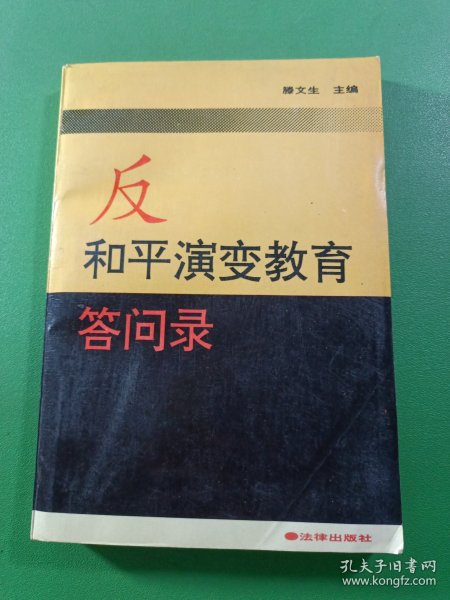 滕文生 主编
反
和平演变教育
答问录
法律出版社
孔夫子旧书网
www.kongfz.com